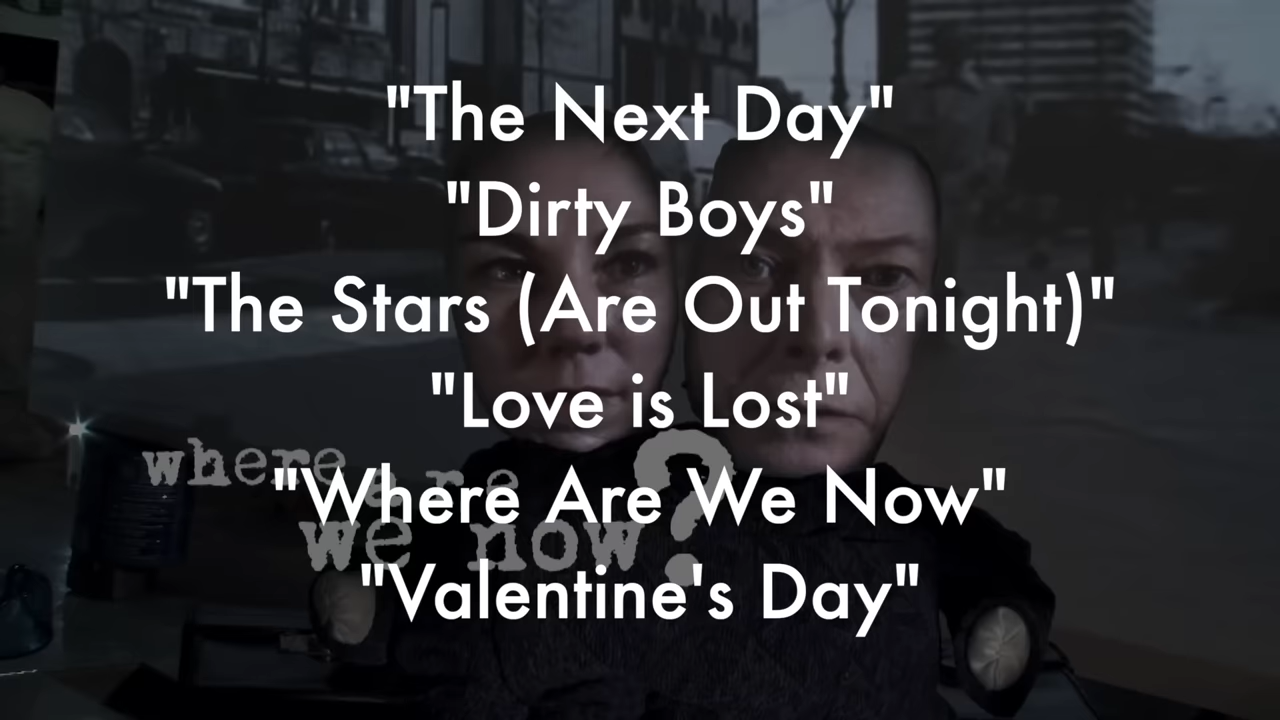 "The Next Day"
"Dirty Boys"
"The Stars (Are Out Tonight)"
"Love is Lost"
where are
"Where Are We Now"
we now?
"Valentine's Day"